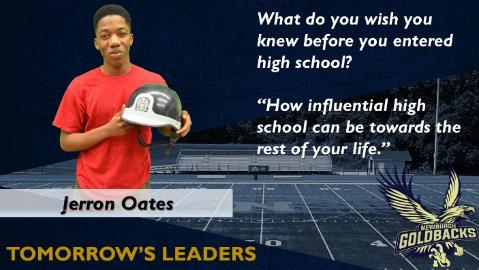 What do you wish you
knew before you entered
high school?
“How influential high
school can be towards the
rest of your life.”
Jerron Oates
NEWBURGH
GOLDBACKS
TOMORROW’S LEADERS